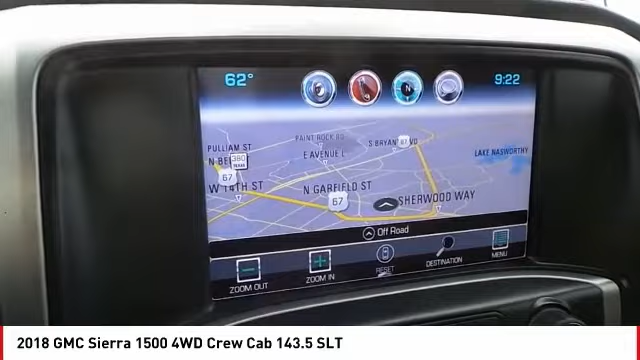 62°
9:22
PULLIAM ST
PAINT ROCK RD
S BRYANT BLVD
87
N BE
380
67
E AVENUE L
LAKE NASWORTHY
W 14TH ST
N GARFIELD ST
67
SHERWOOD WAY
Off Road
ZOOM OUT
ZOOM IN
RESET
DESTINATION
MENU
2018 GMC Sierra 1500 4WD Crew Cab 143.5 SLT